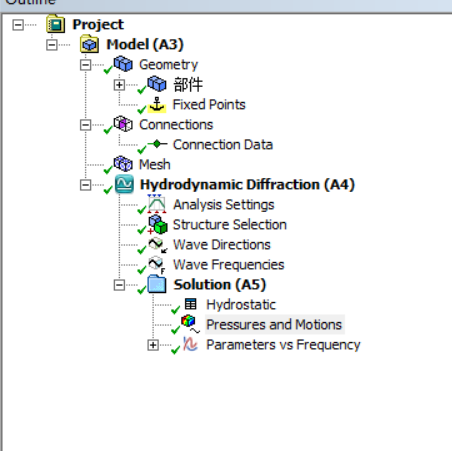 Outline
Project
Model (A3)
Geometry
部件
Fixed Points
Connections
Connection Data
Mesh
Hydrodynamic Diffraction (A4)
Analysis Settings
Structure Selection
Wave Directions
Wave Frequencies
Solution (A5)
Hydrostatic
Pressures and Motions
Parameters vs Frequency